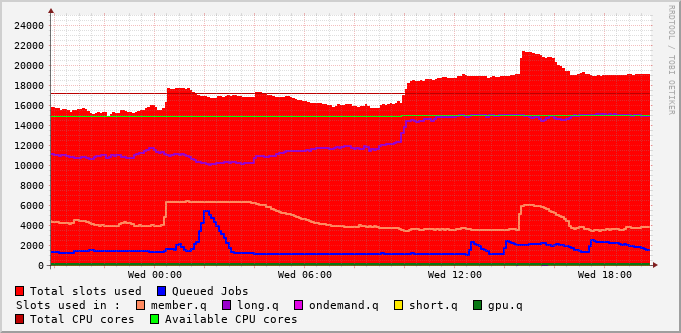 24000
22000
20000
18000
16000
14000
12000
10000
8000
6000
4000
2000
0
Wed 00:00 Wed 06:00 Wed 12:00 Wed 18:00
RRDTOOL / TOBI OETIKER
Total slots used Queued Jobs
Slots used in : member.q long.q ondemand.q short.q gpu.q
Total CPU cores Available CPU cores